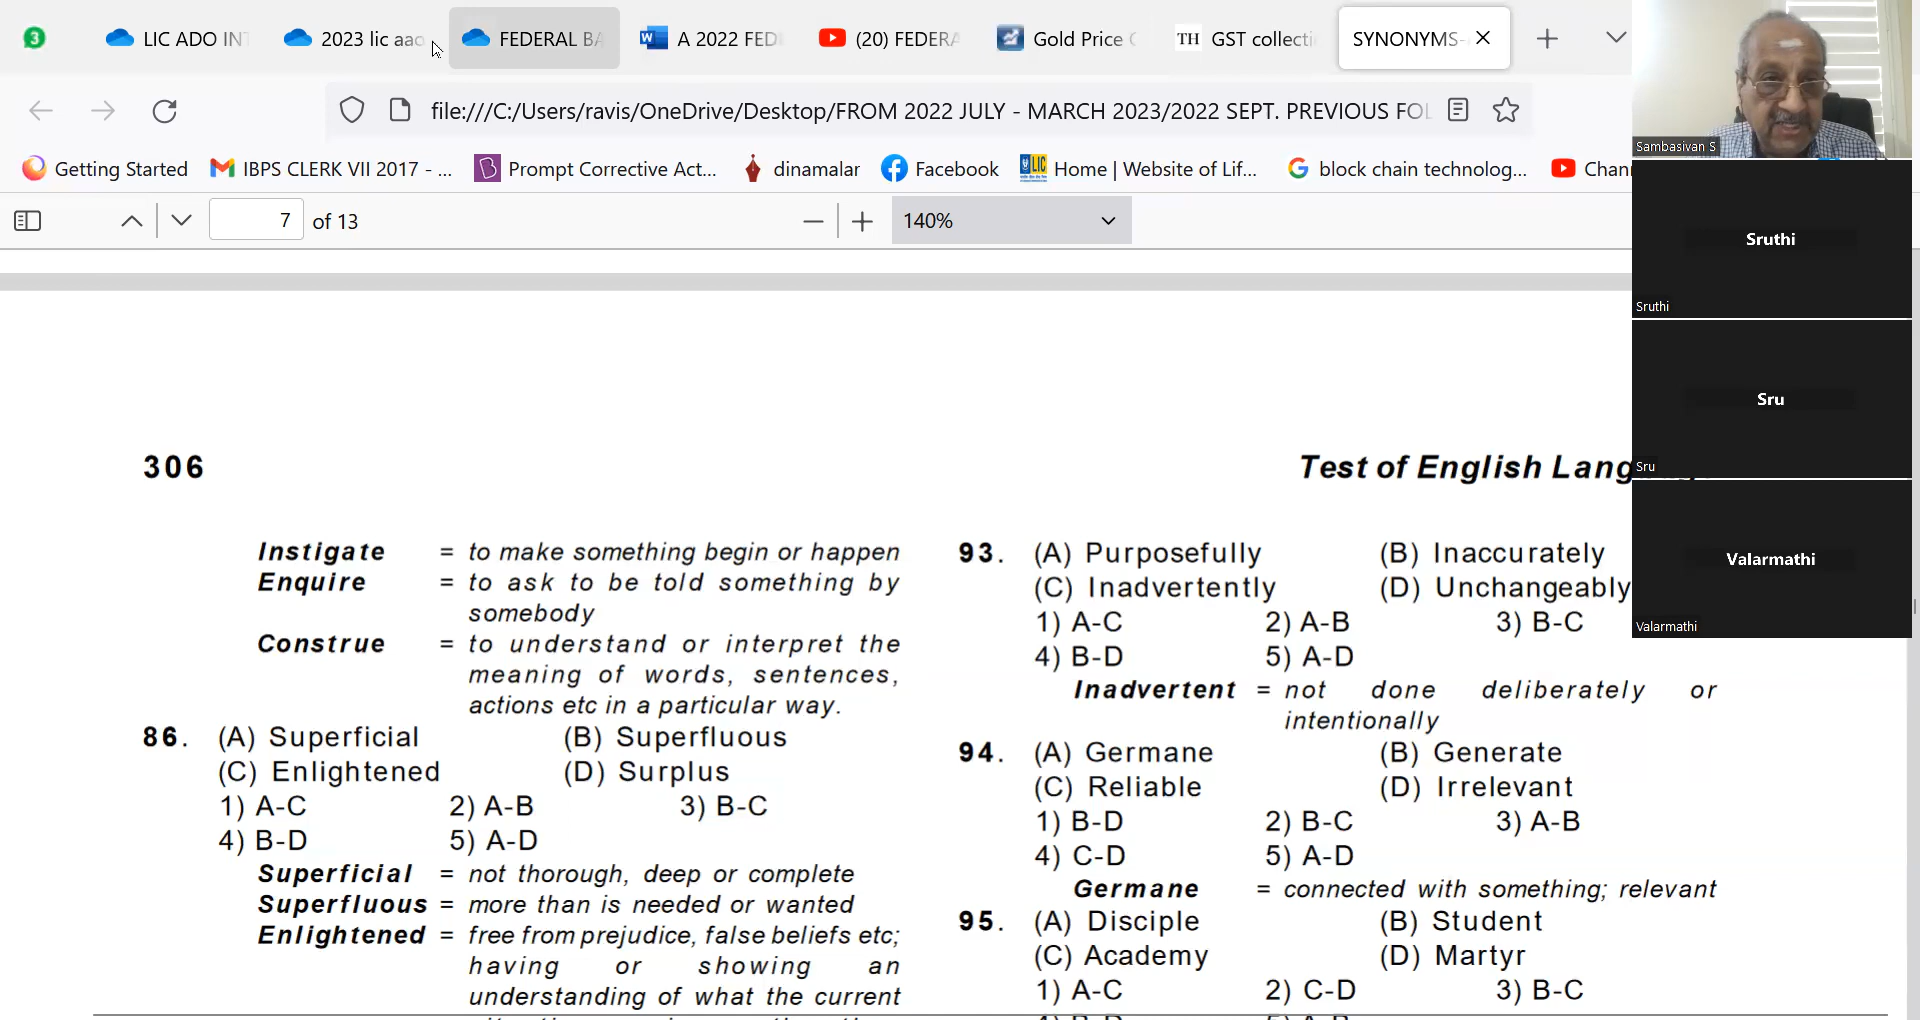 3
LIC ADO IN
2023 lic aao
FEDERAL BA
A 2022 FED
(20) FEDERA
Gold Price
TH GST collecti
SYNONYMS-
file:///C:/Users/ravis/OneDrive/Desktop/FROM 2022 JULY - MARCH 2023/2022 SEPT. PREVIOUS FOL
Getting Started
IBPS CLERK VII 2017 - ...
Prompt Corrective Act...
dinamalar
Facebook
LIC
Home | Website of Lif...
block chain technolog...
Chan
7 of 13
140%
Sambasivan S
Sruthi
Sruthi
Sru
Sru
Valarmathi
Valarmathi
306
Test of English Lang
Instigate = to make something begin or happen
Enquire = to ask to be told something by
somebody
Construe = to understand or interpret the
meaning of words, sentences,
actions etc in a particular way.
86. (A) Superficial (B) Superfluous
(C) Enlightened (D) Surplus
1) A-C 2) A-B 3) B-C
4) B-D 5) A-D
Superficial = not thorough, deep or complete
Superfluous = more than is needed or wanted
Enlightened = free from prejudice, false beliefs etc;
having or showing an
understanding of what the current
93. (A) Purposefully (B) Inaccurately
(C) Inadvertently (D) Unchangeably
1) A-C 2) A-B 3) B-C
4) B-D 5) A-D
Inadvertent = not done deliberately or
intentionally
94. (A) Germane (B) Generate
(C) Reliable (D) Irrelevant
1) B-D 2) B-C 3) A-B
4) C-D 5) A-D
Germane = connected with something; relevant
95. (A) Disciple (B) Student
(C) Academy (D) Martyr
1) A-C 2) C-D 3) B-C